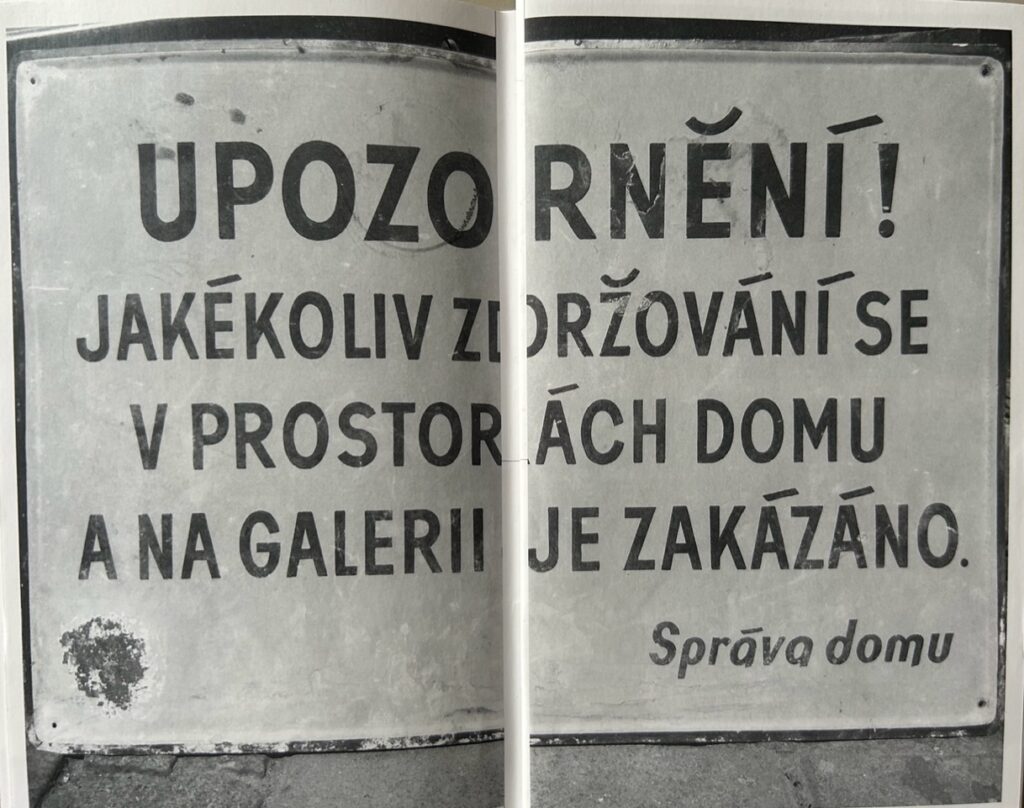 UPOZORNĚNÍ!
JAKÉKOLIV ZDRŽOVÁNÍ SE
V PROSTORÁCH DOMU
A NA GALERII JE ZAKÁZÁNO.
Správa domu